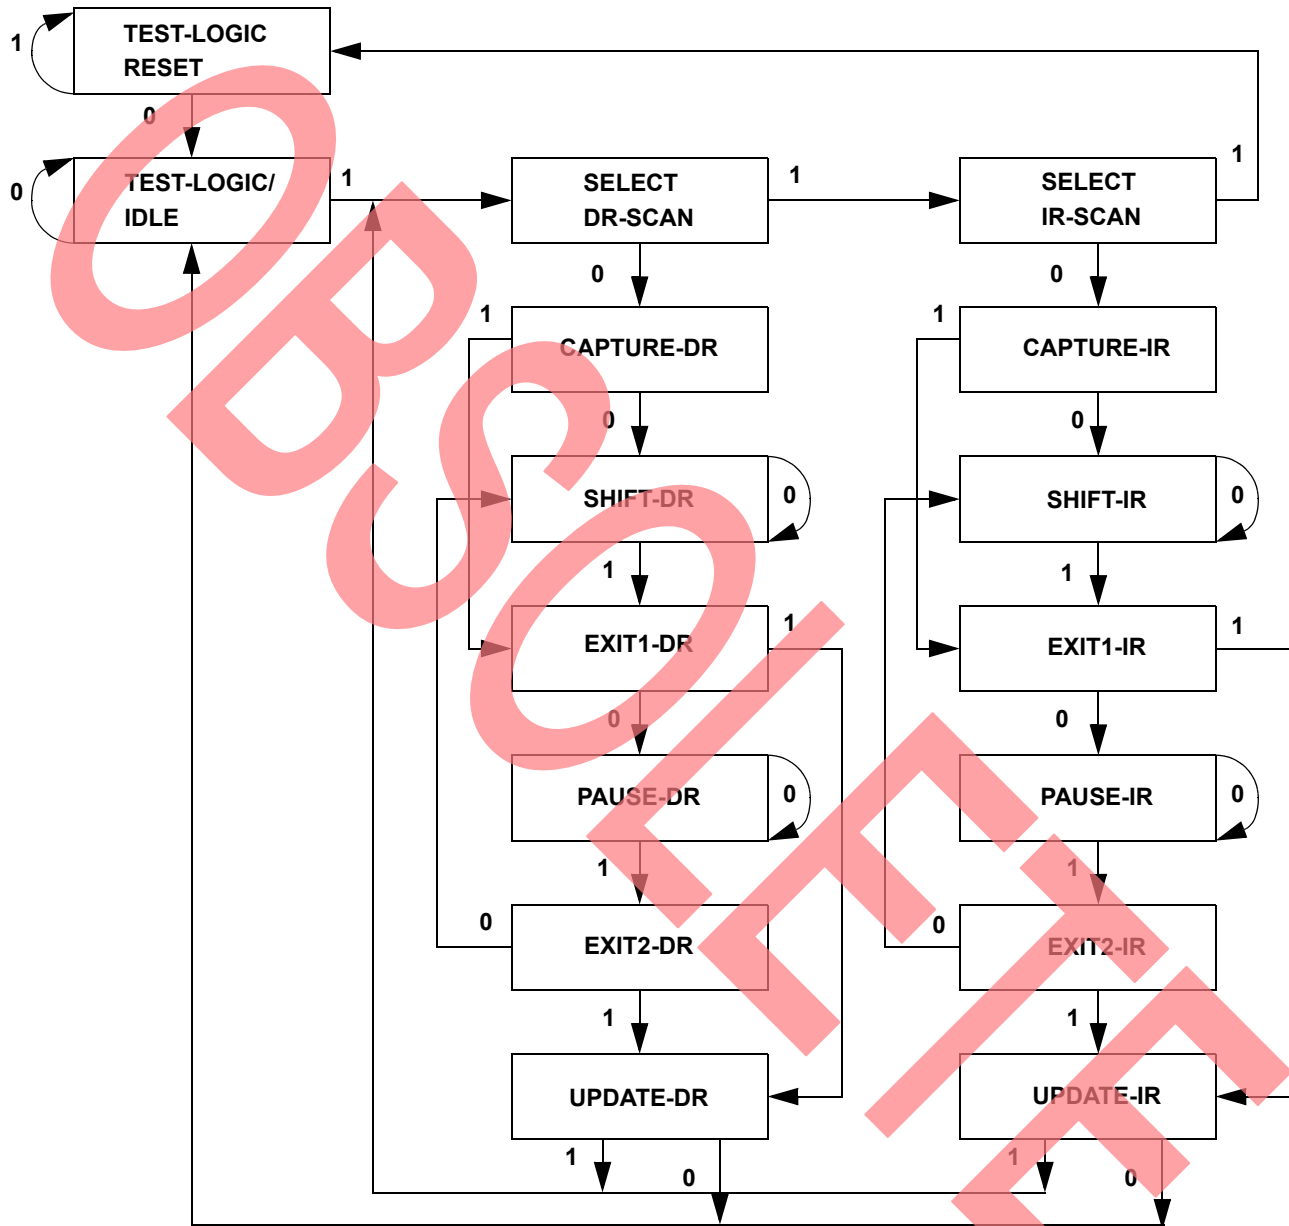 TEST-LOGIC
RESET
1
0
TEST-LOGIC/
IDLE
0
1
SELECT
DR-SCAN
1
SELECT
IR-SCAN
1
0
0
1
CAPTURE-DR
1
CAPTURE-IR
0
0
SHIFT-DR
0
SHIFT-IR
0
1
1
EXIT1-DR
1
EXIT1-IR
1
0
0
PAUSE-DR
0
PAUSE-IR
0
1
1
0
EXIT2-DR
0
EXIT2-IR
1
1
UPDATE-DR
UPDATE-IR
1
0
1
0
OBSOLETE